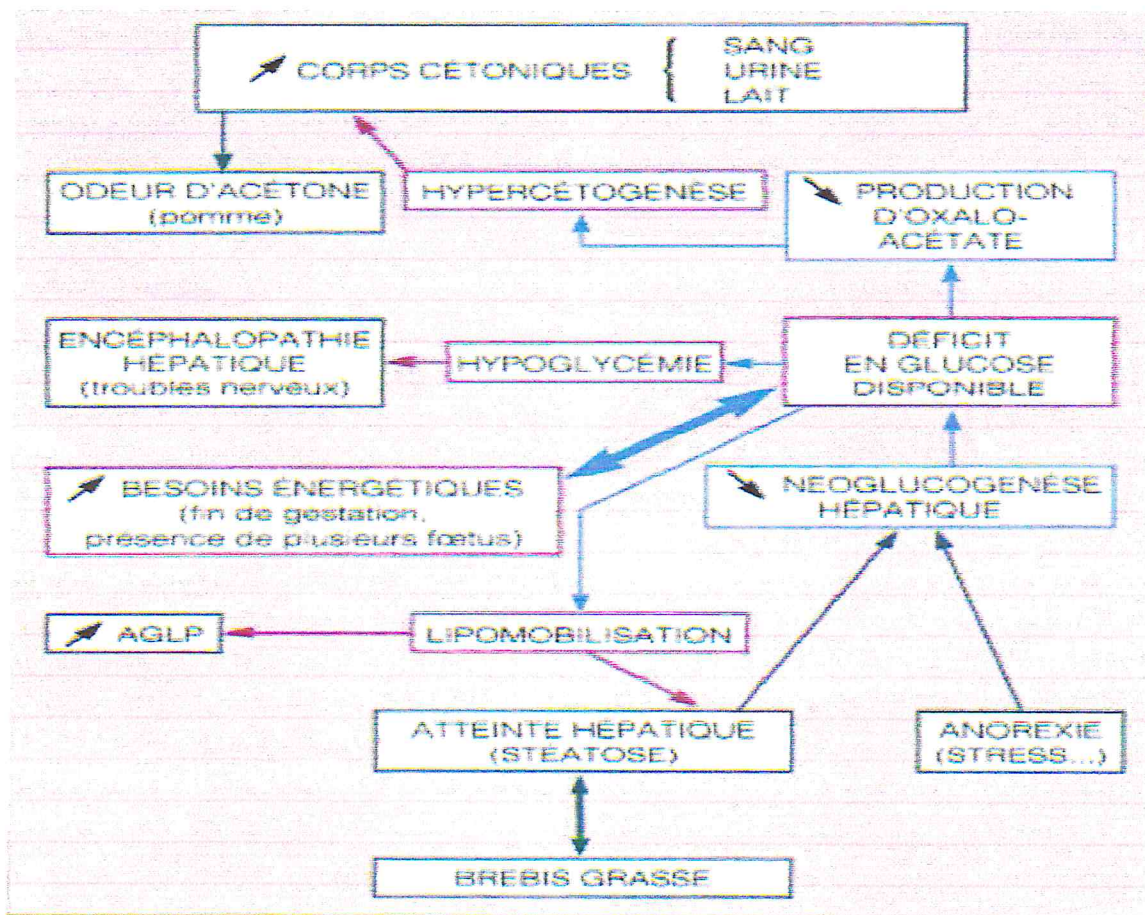 CORPS CÉTONIQUES
SANG
URINE
LAIT
ODEUR D'ACÉTONE
(pomme)
HYPERCÉTOGENÈSE
PRODUCTION
D'OXALO-
ACÉTATE
ENCÉPHALOPATHIE
HÉPATIQUE
(troubles nerveux)
HYPOGLYCÉMIE
DÉFICIT
EN GLUCOSE
DISPONIBLE
BESOINS ÉNERGÉTIQUES
(fin de gestation,
présence de plusieurs fœtus)
NÉOGLUCOGENÈSE
HÉPATIQUE
AGLP
LIPOMOBILISATION
ATTEINTE HÉPATIQUE
(STÉATOSE)
ANOREXIE
(STRESS...)
BREBIS GRASSE